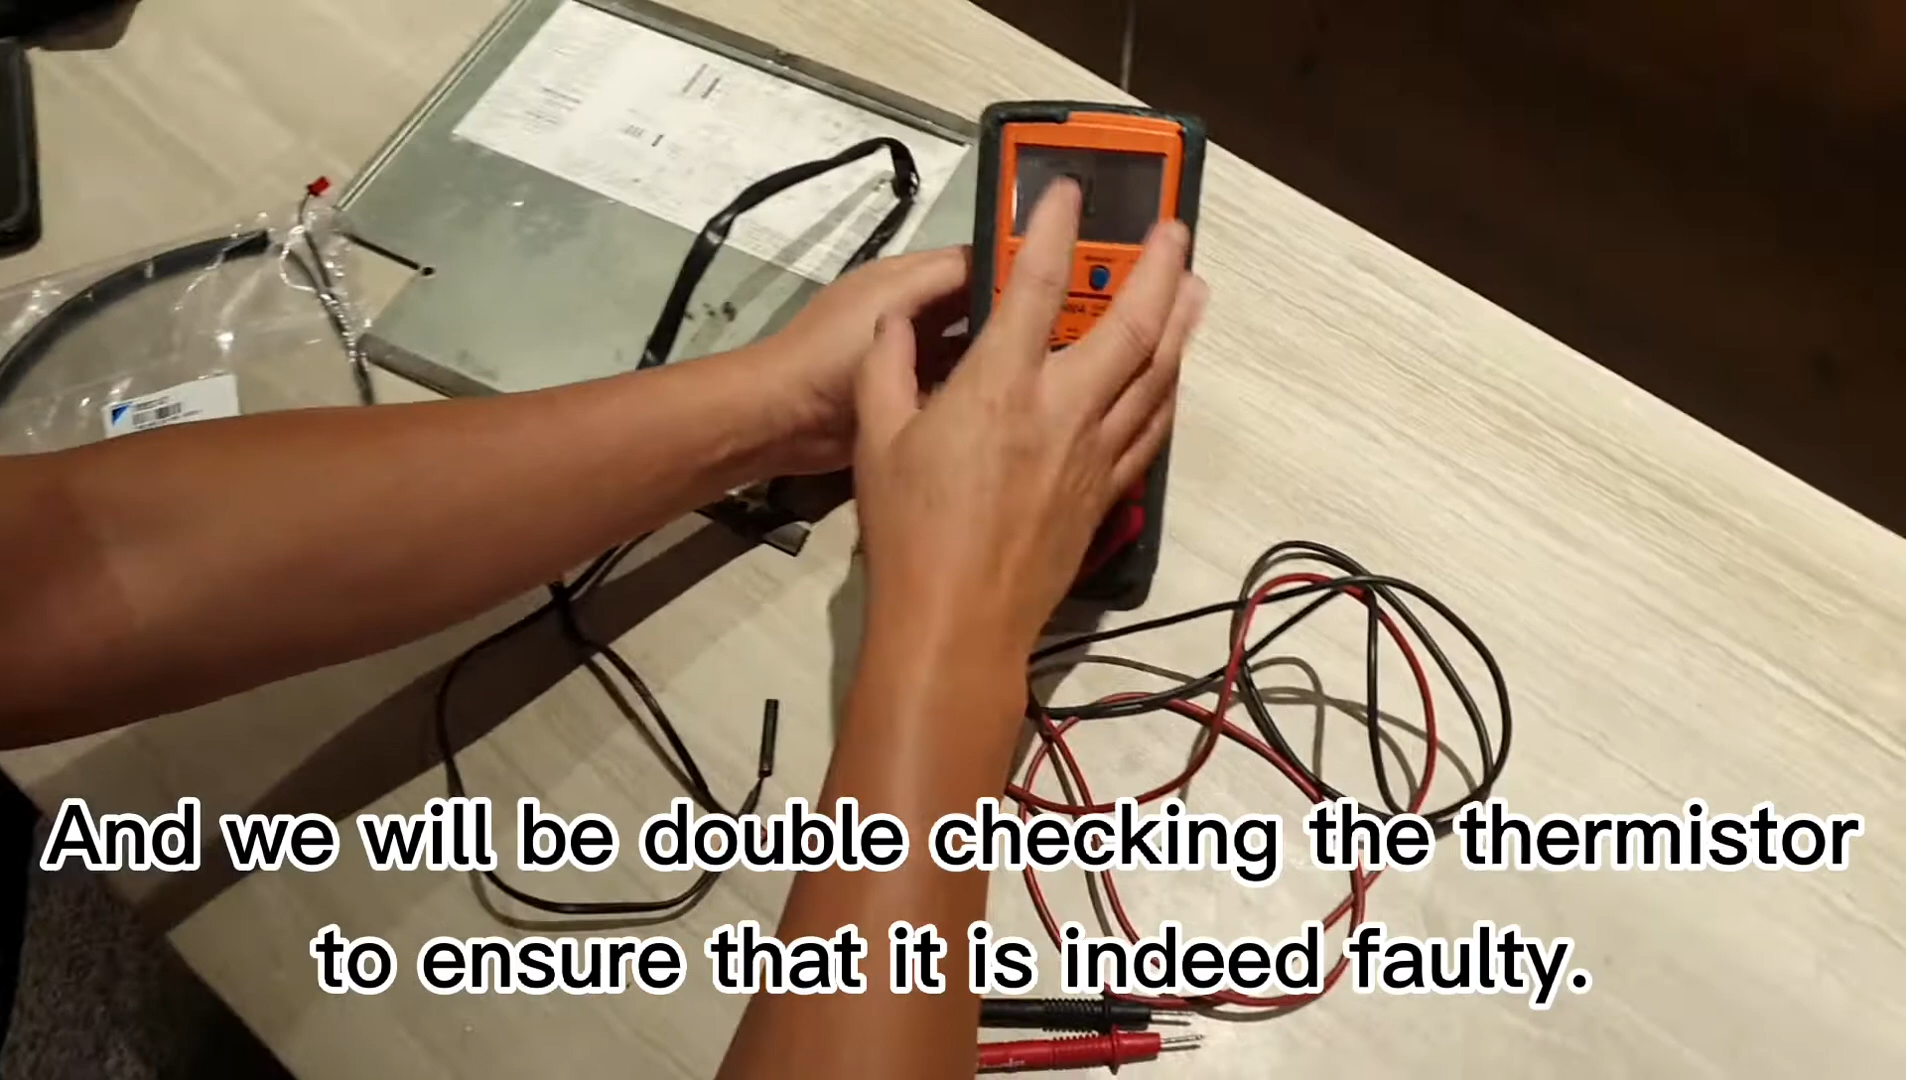 And we will be double checking the thermistor
to ensure that it is indeed faulty.